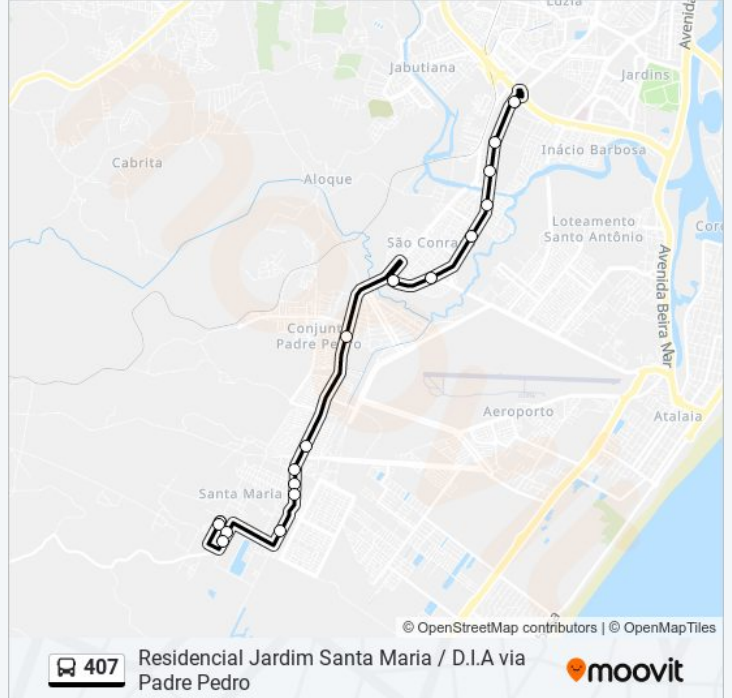 Luzia
Avenida
Jabutiana
Jardins
Cabrita
Inácio Barbosa
Aloque
Loteamento
Santo Antônio
São Conra
Avenida Beira Mar
Conjunt
Padre Pedro
Aeroporto
Atalaia
Santa Maria
© OpenStreetMap contributors | © OpenMapTiles
407
Residencial Jardim Santa Maria / D.I.A via
Padre Pedro
moovit